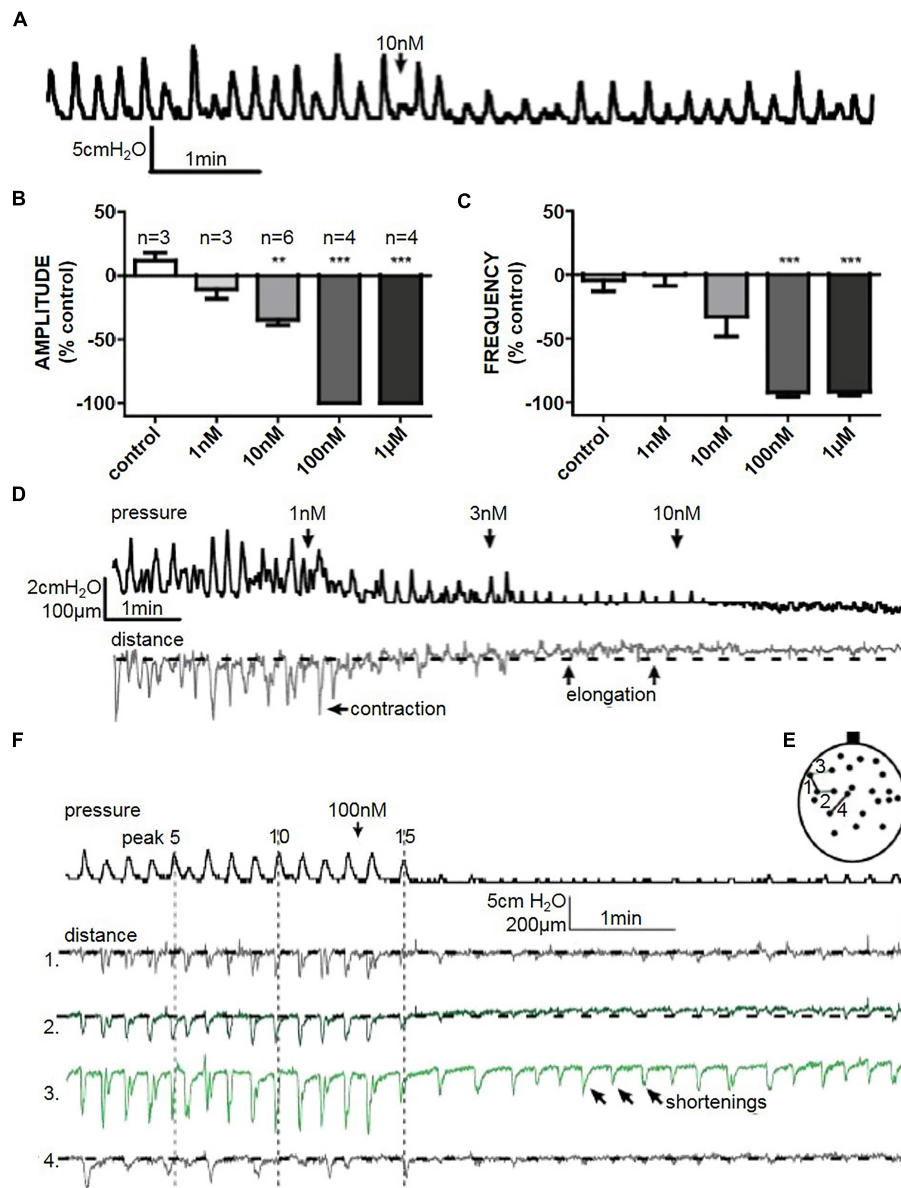 A
10nM
5cmH₂O
1min
B
AMPLITUDE
(% control)
50
0
-50
-100
n=3 n=3 n=6 n=4 n=4
** *** ***
control 1nM 10nM 100nM 1µM
C
FREQUENCY
(% control)
50
0
-50
-100
*** ***
control 1nM 10nM 100nM 1µM
D
pressure
1nM 3nM 10nM
2cmH₂O
100µm
1min
distance
contraction
elongation
F
E
3
1
2
4
pressure
100nM
peak 5 10 15
5cm H₂O
200µm
1min
distance
1.
2.
3.
shortenings
4.